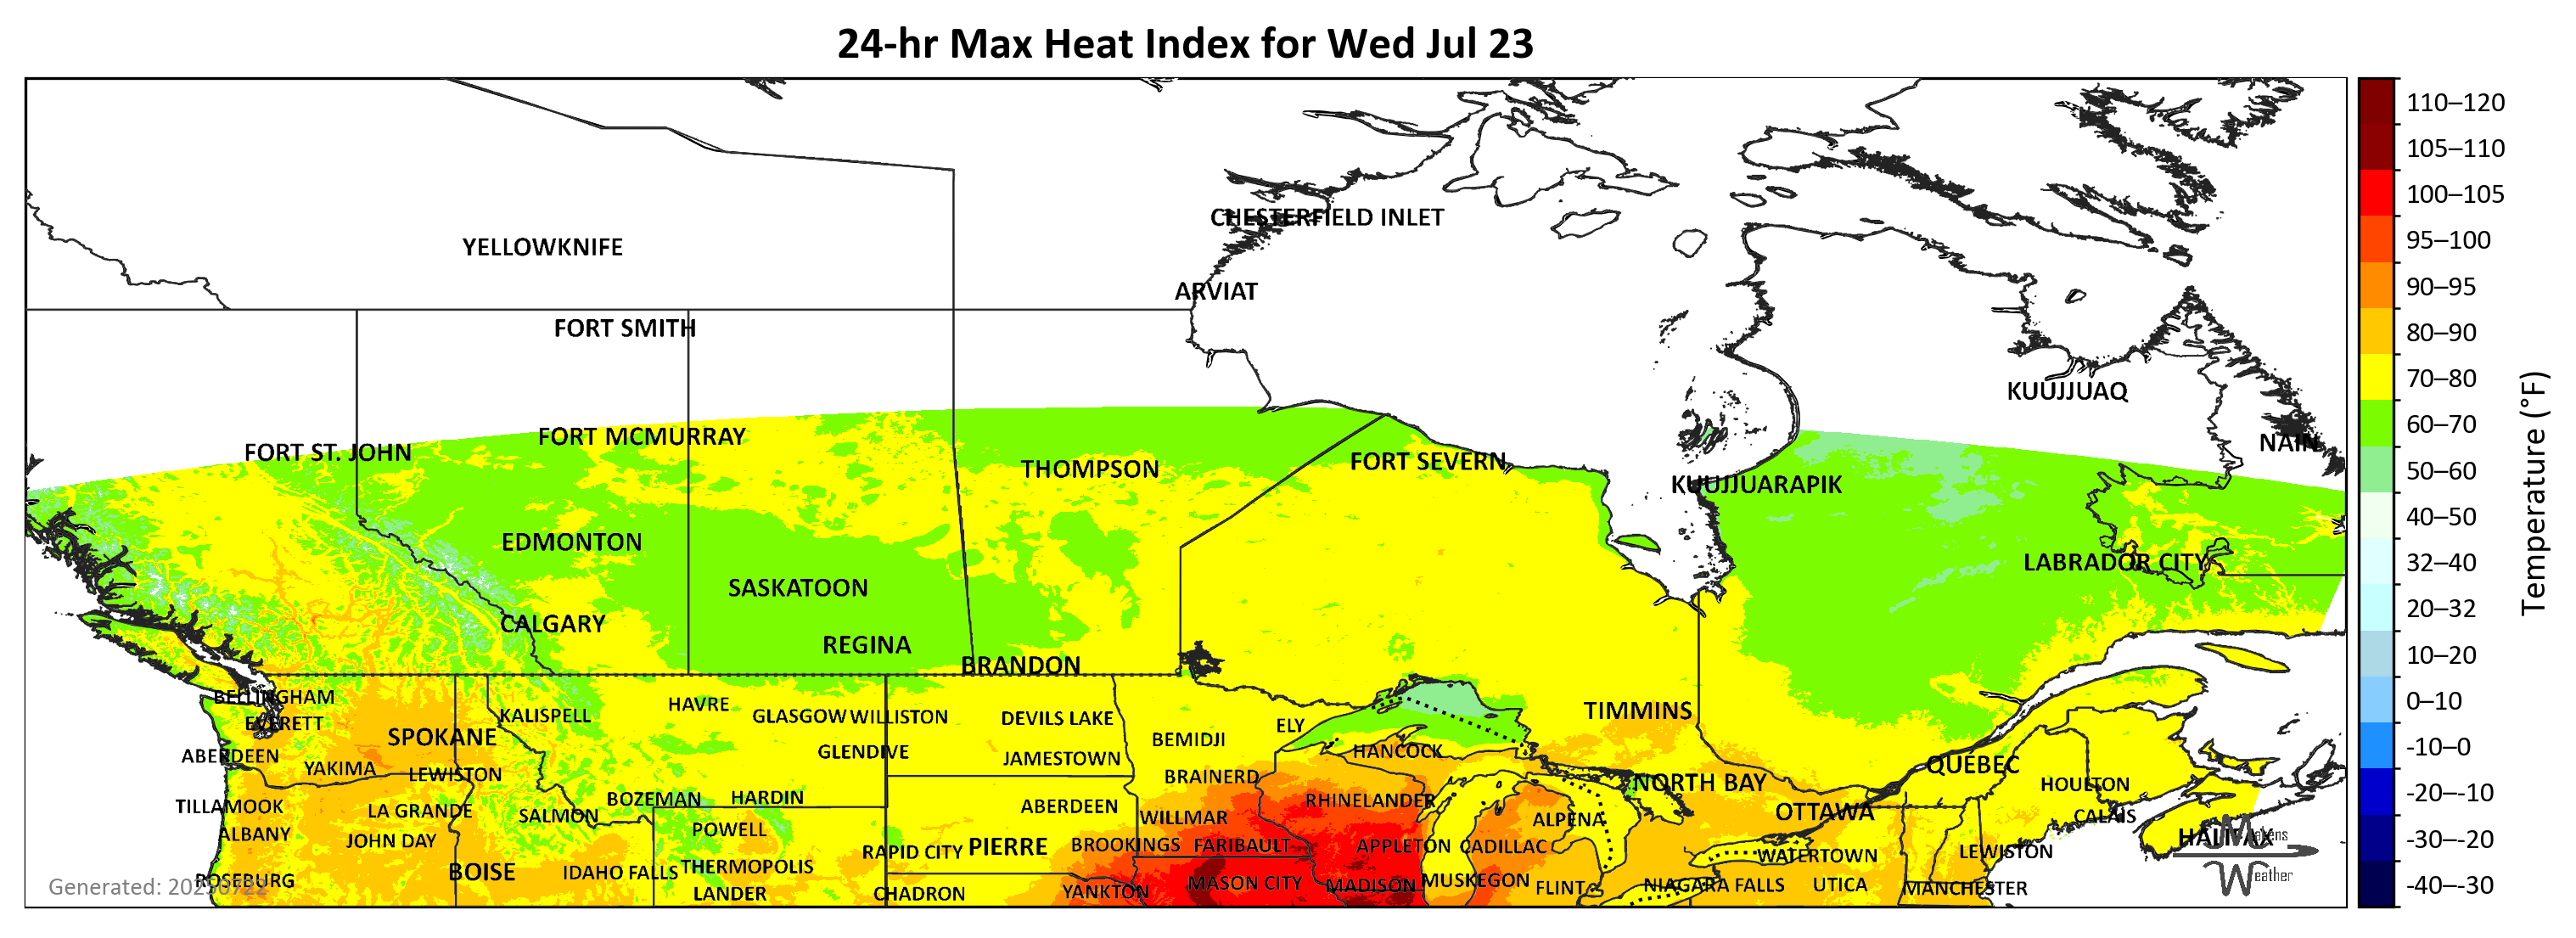 24-hr Max Heat Index for Wed Jul 23
CHESTERFIELD INLET
YELLOWKNIFE
ARVIAT
FORT SMITH
KUUJJUAQ
FORT MCMURRAY
NAIN
FORT ST. JOHN
FORT SEVERN
THOMPSON
KUUJJUARAPIK
EDMONTON
LABRADOR CITY
SASKATOON
CALGARY
REGINA
BRANDON
BELLINGHAM
HAVRE
TIMMINS
KALISPELL
GLASGOW WILLISTON
DEVILS LAKE
EVERETT
ELY
SPOKANE
BEMIDJI
GLENDIVE
HANCOCK
ABERDEEN
JAMESTOWN
QUÉBEC
YAKIMA
LEWISTON
BRAINERD
NORTH BAY
HOULTON
BOZEMAN
HARDIN
RHINELANDER
TILLAMOOK
LA GRANDE
ABERDEEN
OTTAWA
SALMON
WILLMAR
ALPENA
CALAIS
ALBANY
POWELL
HALIFAX
JOHN DAY
PIERRE
BROOKINGS
FARIBAULT
APPLETON
CADILLAC
RAPID CITY
WATERTOWN
LEWISTON
BOISE
IDAHO FALLS
THERMOPOLIS
ROSEBURG
MASON CITY
MADISON
MUSKEGON
FLINT
NIAGARA FALLS
UTICA
MANCHESTER
LANDER
CHADRON
YANKTON
Makens
Weather
Generated: 20250722
110–120
105–110
100–105
95–100
90–95
80–90
70–80
60–70
50–60
40–50
32–40
20–32
10–20
0–10
-10–0
-20–-10
-30–-20
-40–-30
Temperature (°F)